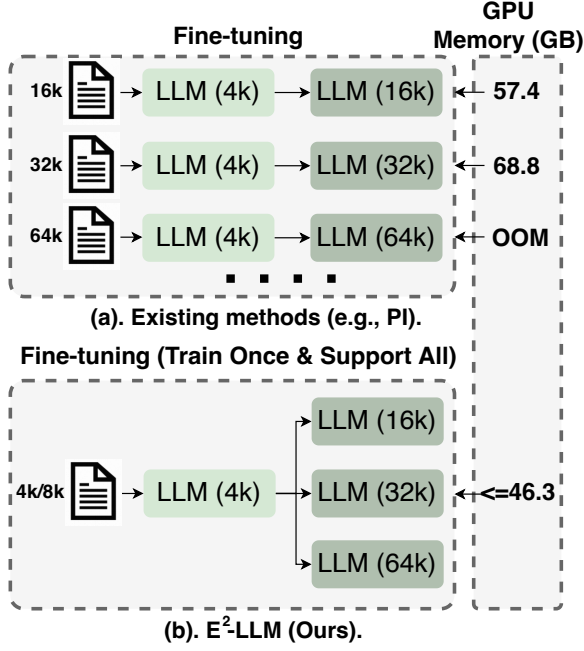 GPU
Fine-tuning Memory (GB)
16k LLM (4k) LLM (16k) 57.4
32k LLM (4k) LLM (32k) 68.8
64k LLM (4k) LLM (64k) OOM
(a). Existing methods (e.g., PI).
Fine-tuning (Train Once & Support All)
LLM (16k)
4k/8k LLM (4k) LLM (32k) <=46.3
LLM (64k)
(b). E²-LLM (Ours).